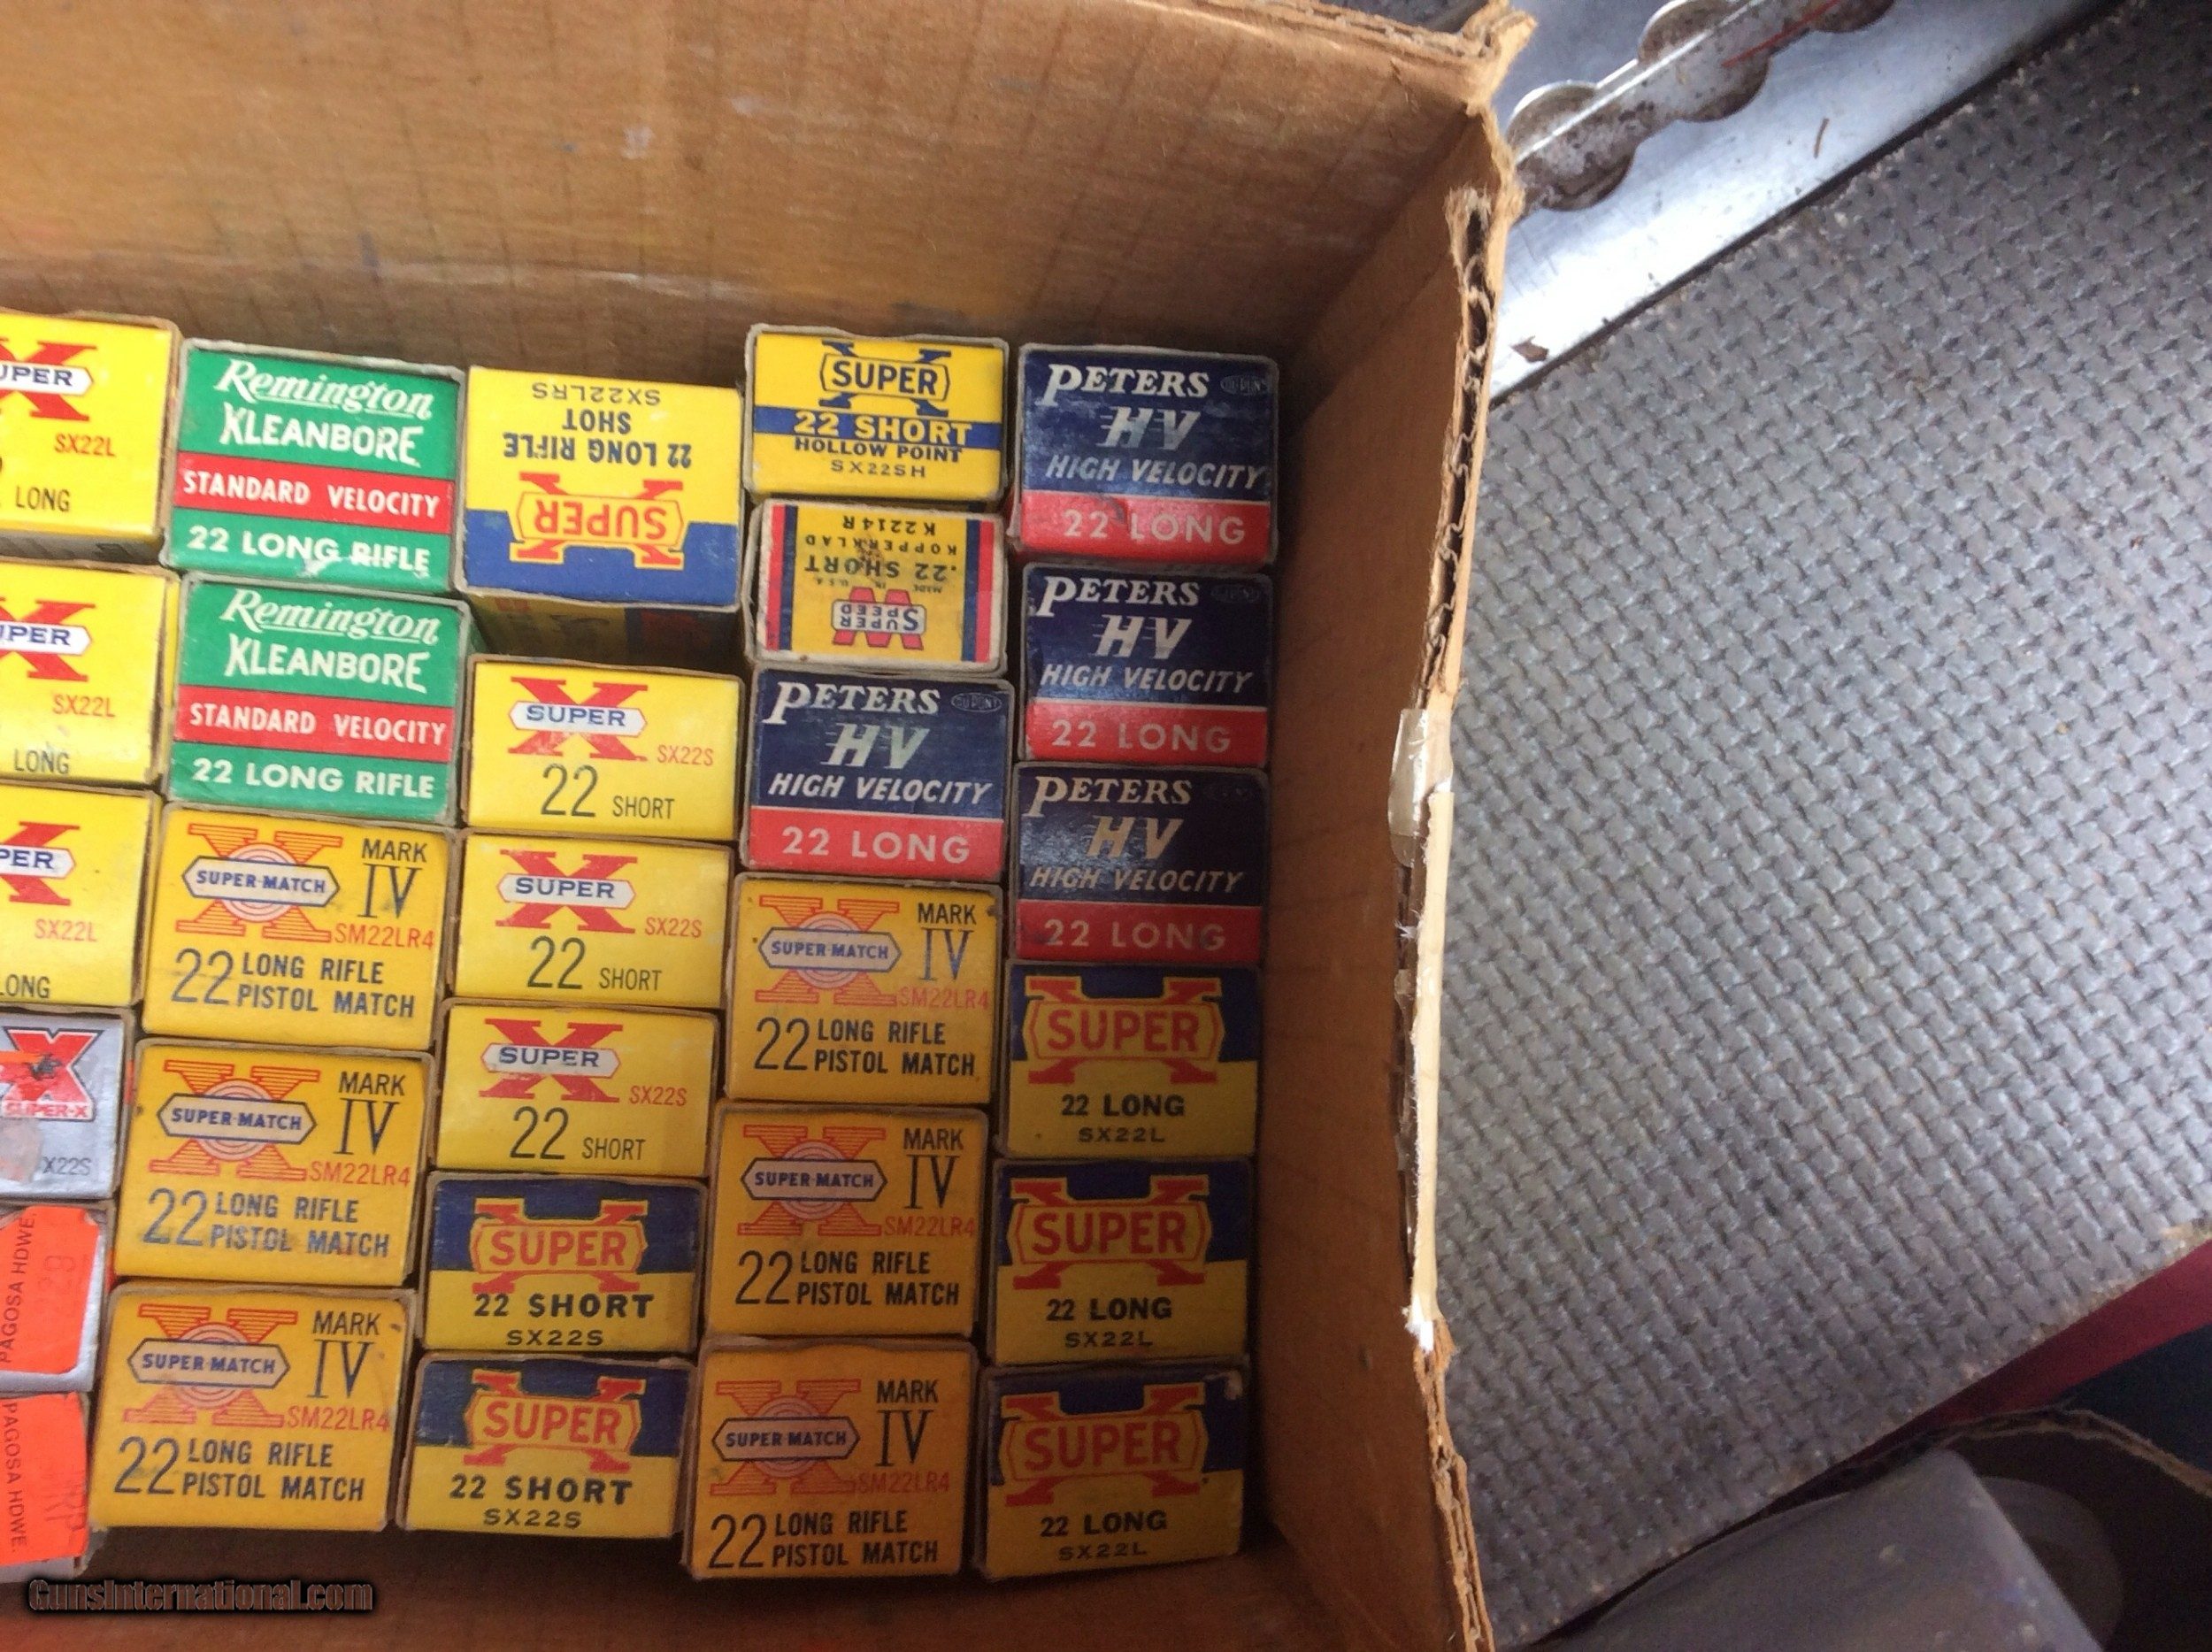 SUPER
SX22L
LONG
SX22L
LONG
SX22L
SUPER-X
X22S
PAGOSA HDWE
PAGOSA HDWE.
Remington
KLEANBORE
STANDARD VELOCITY
22 LONG RIFLE
Remington
KLEANBORE
STANDARD VELOCITY
22 LONG RIFLE
X
SUPER-MATCH
MARK
IV
SM22LR4
22 LONG RIFLE
PISTOL MATCH
X
SUPER-MATCH
MARK
IV
SM22LR4
22 LONG RIFLE
PISTOL MATCH
X
SUPER-MATCH
MARK
IV
SM22LR4
22 LONG RIFLE
PISTOL MATCH
SUPER
X
22 LONG RIFLE
SHOT
SX22LRS
X
SUPER
SX22S
22 SHORT
X
SUPER
SX22S
22 SHORT
X
SUPER
SX22S
22 SHORT
X
SUPER
22 SHORT
SX22S
X
SUPER
22 SHORT
SX22S
X
SUPER
22 SHORT
HOLLOW POINT
SX22SH
W
SUPER
SPEED
MADE IN U.S.A.
.22 SHORT
KOPPERKLAD
K2214R
PETERS
DUPONT
HV
HIGH VELOCITY
22 LONG
X
SUPER-MATCH
MARK
IV
SM22LR4
22 LONG RIFLE
PISTOL MATCH
X
SUPER-MATCH
MARK
IV
SM22LR4
22 LONG RIFLE
PISTOL MATCH
X
SUPER-MATCH
MARK
IV
SM22LR4
22 LONG RIFLE
PISTOL MATCH
PETERS
DUPONT
HV
HIGH VELOCITY
22 LONG
PETERS
HV
HIGH VELOCITY
22 LONG
PETERS
HV
HIGH VELOCITY
22 LONG
X
SUPER
22 LONG
SX22L
X
SUPER
22 LONG
SX22L
X
SUPER
22 LONG
SX22L
GunsInternational.com